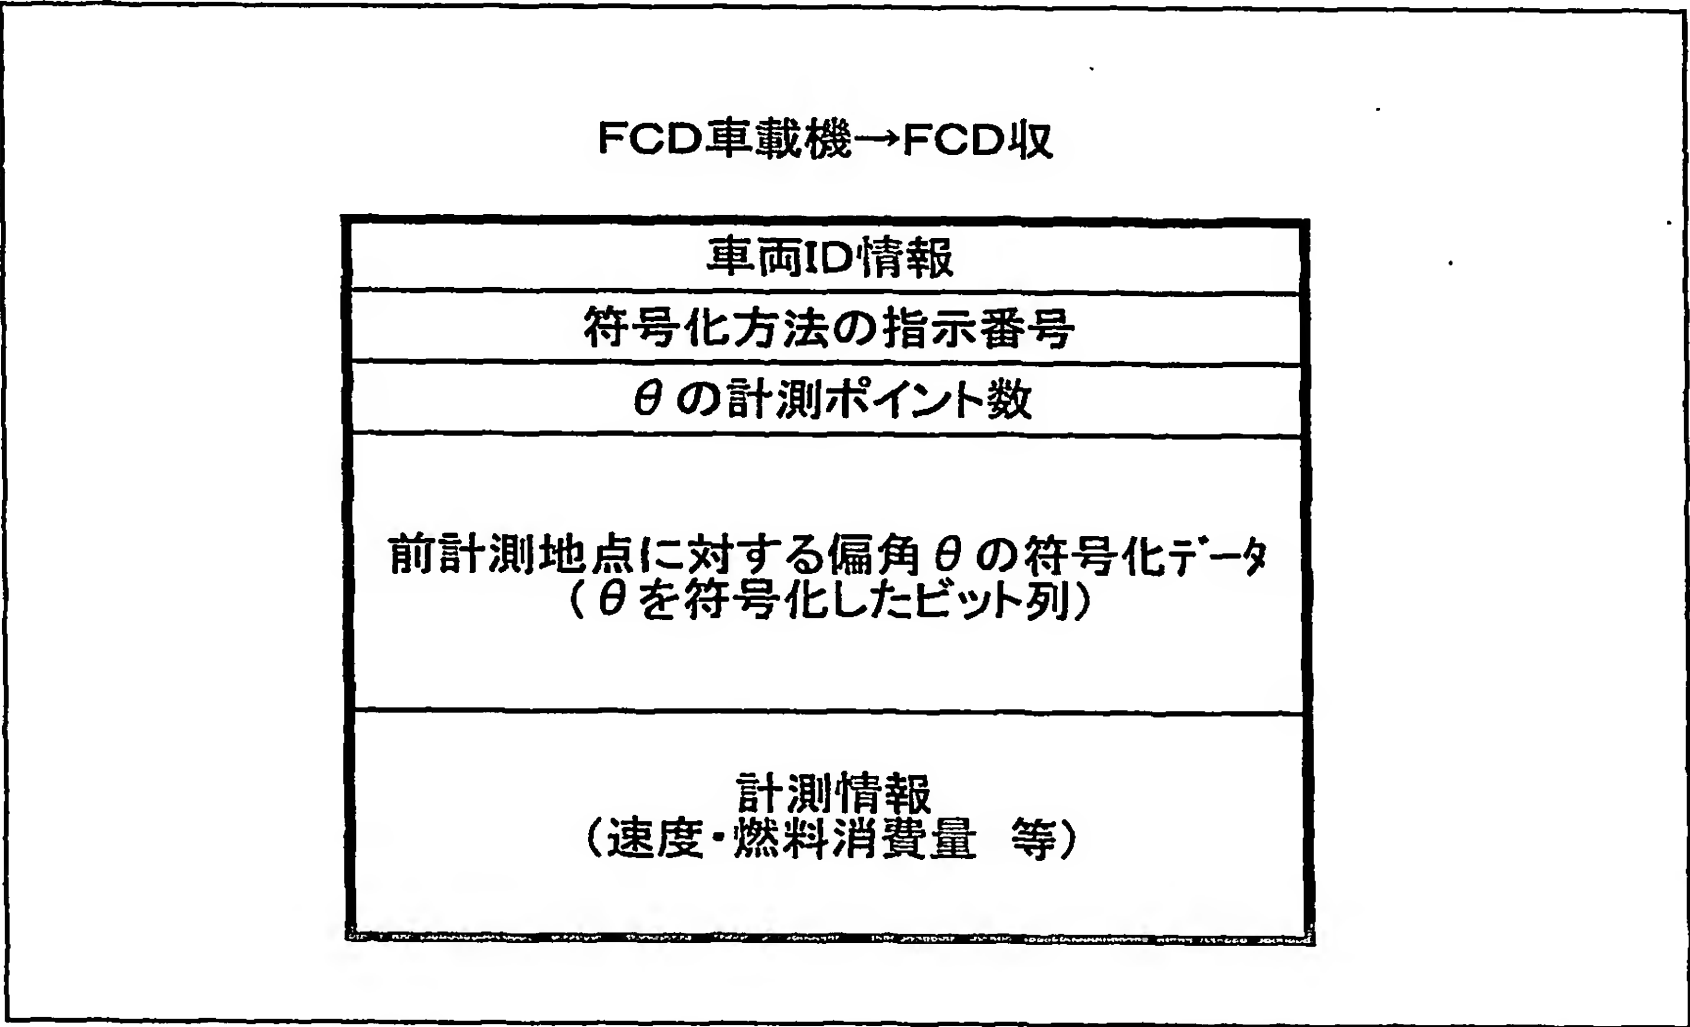 FCD車載機→FCD収
車両ID情報
符号化方法の指示番号
θの計測ポイント数
前計測地点に対する偏角θの符号化データ
（θを符号化したビット列）
計測情報
（速度・燃料消費量　等）